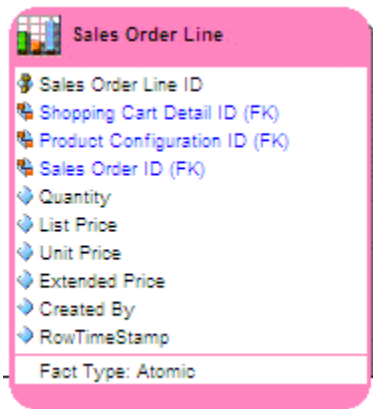 Sales Order Line
Sales Order Line ID
Shopping Cart Detail ID (FK)
Product Configuration ID (FK)
Sales Order ID (FK)
Quantity
List Price
Unit Price
Extended Price
Created By
RowTimeStamp
Fact Type: Atomic